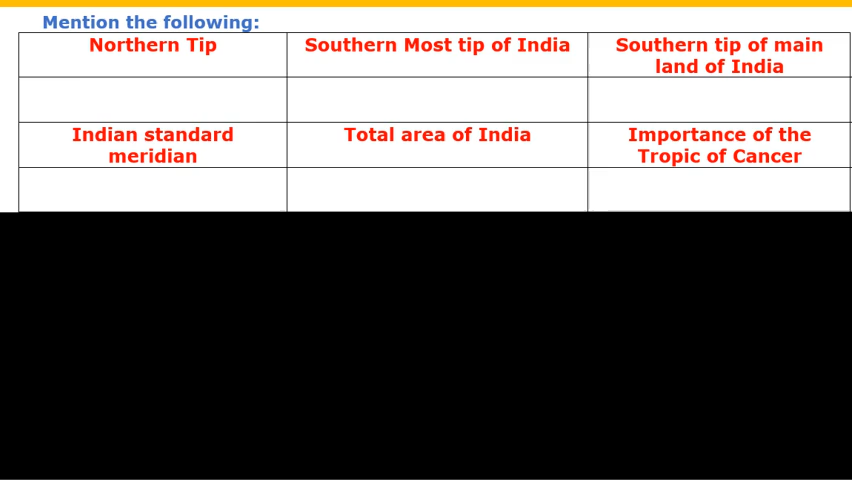 Mention the following:
Northern Tip
Southern Most tip of India
Southern tip of main
land of India
Indian standard
meridian
Total area of India
Importance of the
Tropic of Cancer